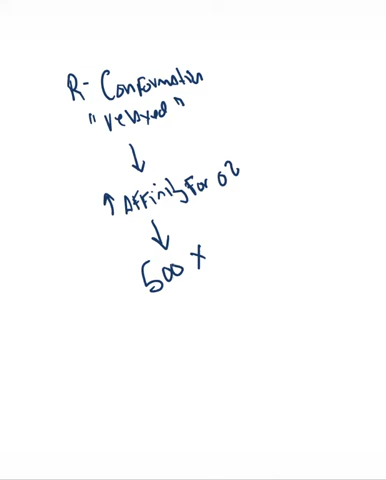 R- Conformation
"relaxed"
↓
↑ Affinity For O2
↓
500 x